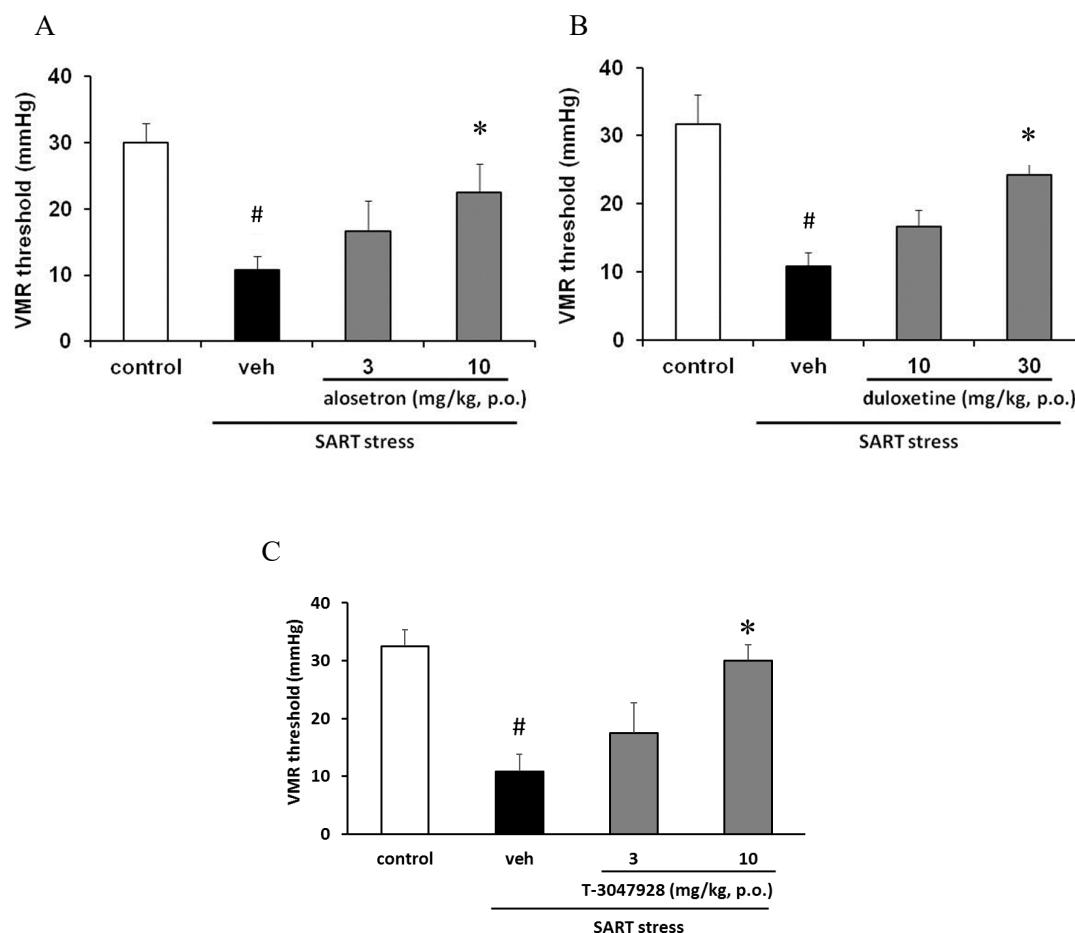 A
VMR threshold (mmHg)
40
30
20
10
0
#
*
control
veh
3
10
alosetron (mg/kg, p.o.)
SART stress
B
VMR threshold (mmHg)
40
30
20
10
0
#
*
control
veh
10
30
duloxetine (mg/kg, p.o.)
SART stress
C
VMR threshold (mmHg)
40
30
20
10
0
#
*
control
veh
3
10
T-3047928 (mg/kg, p.o.)
SART stress